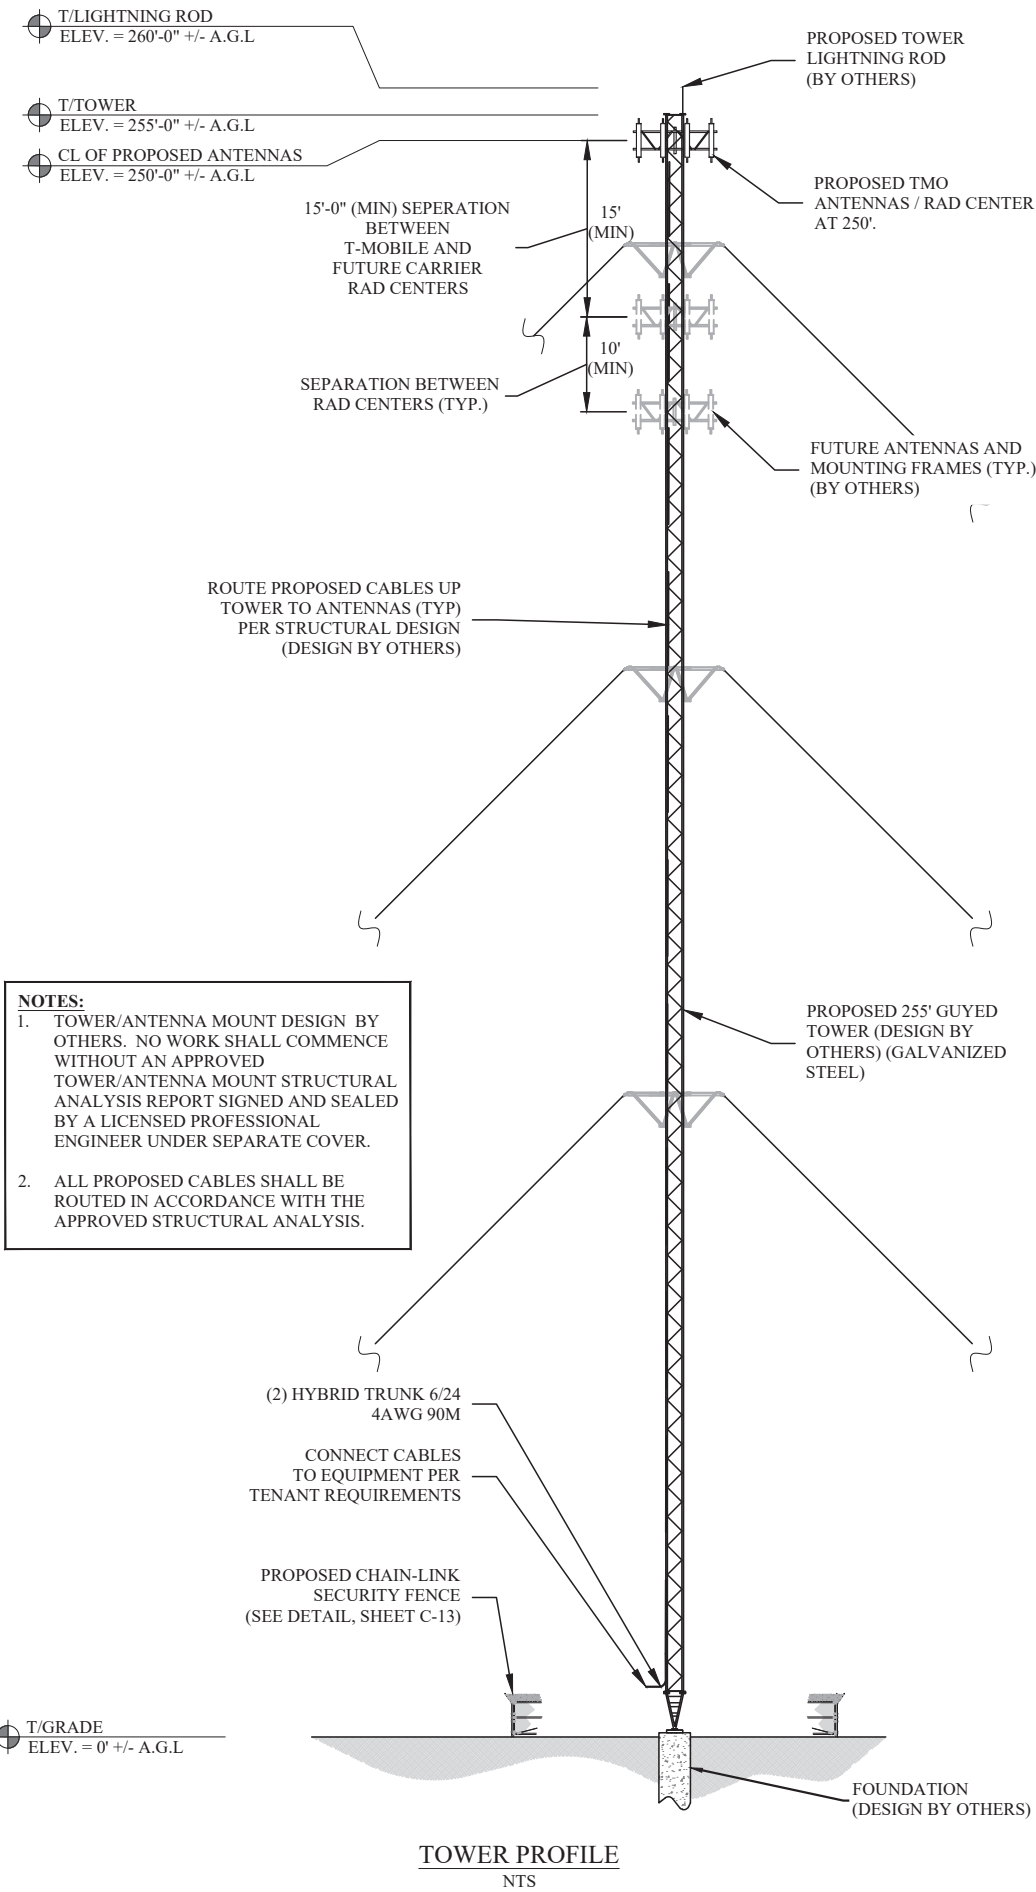 T/LIGHTNING ROD
ELEV. = 260'-0" +/- A.G.L
T/TOWER
ELEV. = 255'-0" +/- A.G.L
CL OF PROPOSED ANTENNAS
ELEV. = 250'-0" +/- A.G.L
PROPOSED TOWER
LIGHTNING ROD
(BY OTHERS)
PROPOSED TMO
ANTENNAS / RAD CENTER
AT 250'.
15'-0" (MIN) SEPERATION
BETWEEN
T-MOBILE AND
FUTURE CARRIER
RAD CENTERS
15'
(MIN)
10'
(MIN)
SEPARATION BETWEEN
RAD CENTERS (TYP.)
FUTURE ANTENNAS AND
MOUNTING FRAMES (TYP.)
(BY OTHERS)
ROUTE PROPOSED CABLES UP
TOWER TO ANTENNAS (TYP)
PER STRUCTURAL DESIGN
(DESIGN BY OTHERS)
NOTES:
1. TOWER/ANTENNA MOUNT DESIGN BY
OTHERS. NO WORK SHALL COMMENCE
WITHOUT AN APPROVED
TOWER/ANTENNA MOUNT STRUCTURAL
ANALYSIS REPORT SIGNED AND SEALED
BY A LICENSED PROFESSIONAL
ENGINEER UNDER SEPARATE COVER.
2. ALL PROPOSED CABLES SHALL BE
ROUTED IN ACCORDANCE WITH THE
APPROVED STRUCTURAL ANALYSIS.
PROPOSED 255' GUYED
TOWER (DESIGN BY
OTHERS) (GALVANIZED
STEEL)
(2) HYBRID TRUNK 6/24
4AWG 90M
CONNECT CABLES
TO EQUIPMENT PER
TENANT REQUIREMENTS
PROPOSED CHAIN-LINK
SECURITY FENCE
(SEE DETAIL, SHEET C-13)
T/GRADE
ELEV. = 0' +/- A.G.L
FOUNDATION
(DESIGN BY OTHERS)
TOWER PROFILE
NTS